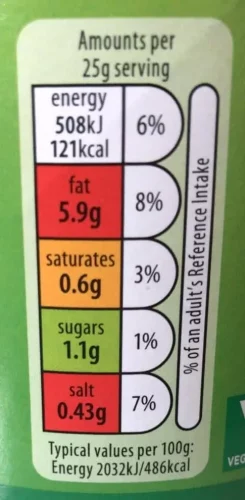 Amounts per
25g serving
energy
508kJ
121kcal
6%
fat
5.9g
8%
saturates
0.6g
3%
sugars
1.1g
1%
salt
0.43g
7%
% of an adult's Reference Intake
Typical values per 100g:
Energy 2032kJ/486kcal